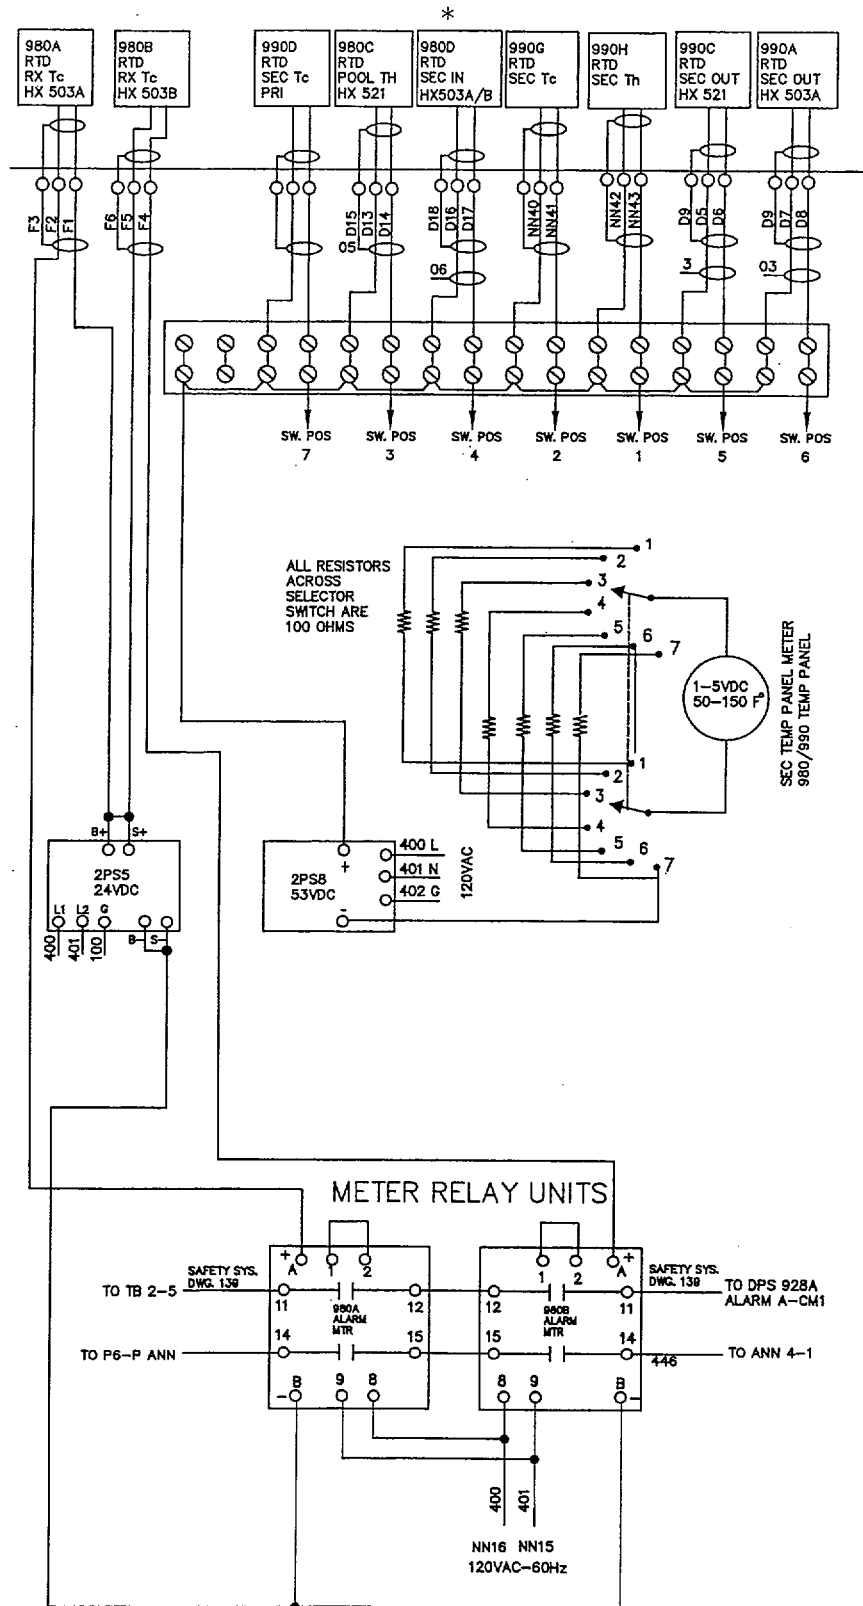 *
980A
RTD
RX Tc
HX 503A
980B
RTD
RX Tc
HX 503B
990D
RTD
SEC Tc
PRI
980C
RTD
POOL TH
HX 521
980D
RTD
SEC IN
HX503A/B
990G
RTD
SEC Tc
990H
RTD
SEC Th
990C
RTD
SEC OUT
HX 521
990A
RTD
SEC OUT
HX 503A
F3
F2
F1
F6
F5
F4
D15
D13
D14
05
D18
D16
D17
06
NN40
NN41
NN42
NN43
D9
D5
D6
3
D9
D7
D8
03
SW. POS
7
SW. POS
3
SW. POS
4
SW. POS
2
SW. POS
1
SW. POS
5
SW. POS
6
ALL RESISTORS
ACROSS
SELECTOR
SWITCH ARE
100 OHMS
1
2
3
4
5
6
7
1
2
3
4
5
6
7
1-5VDC
50-150 F°
SEC TEMP PANEL METER
980/990 TEMP PANEL
B+
S+
2PS5
24VDC
L1
L2
G
B-
S-
400
401
100
+
2PS8
53VDC
-
400 L
401 N
402 G
120VAC
METER RELAY UNITS
+
A
1
2
SAFETY SYS.
DWG. 139
TO TB 2-5
11
980A
ALARM
MTR
12
14
15
TO P6-P ANN
-
B
9
8
1
2
A
+
SAFETY SYS.
DWG. 139
12
980B
ALARM
MTR
11
TO DPS 928A
ALARM A-CM1
15
14
446
TO ANN 4-1
8
9
B
-
400
401
NN16 NN15
120VAC-60Hz